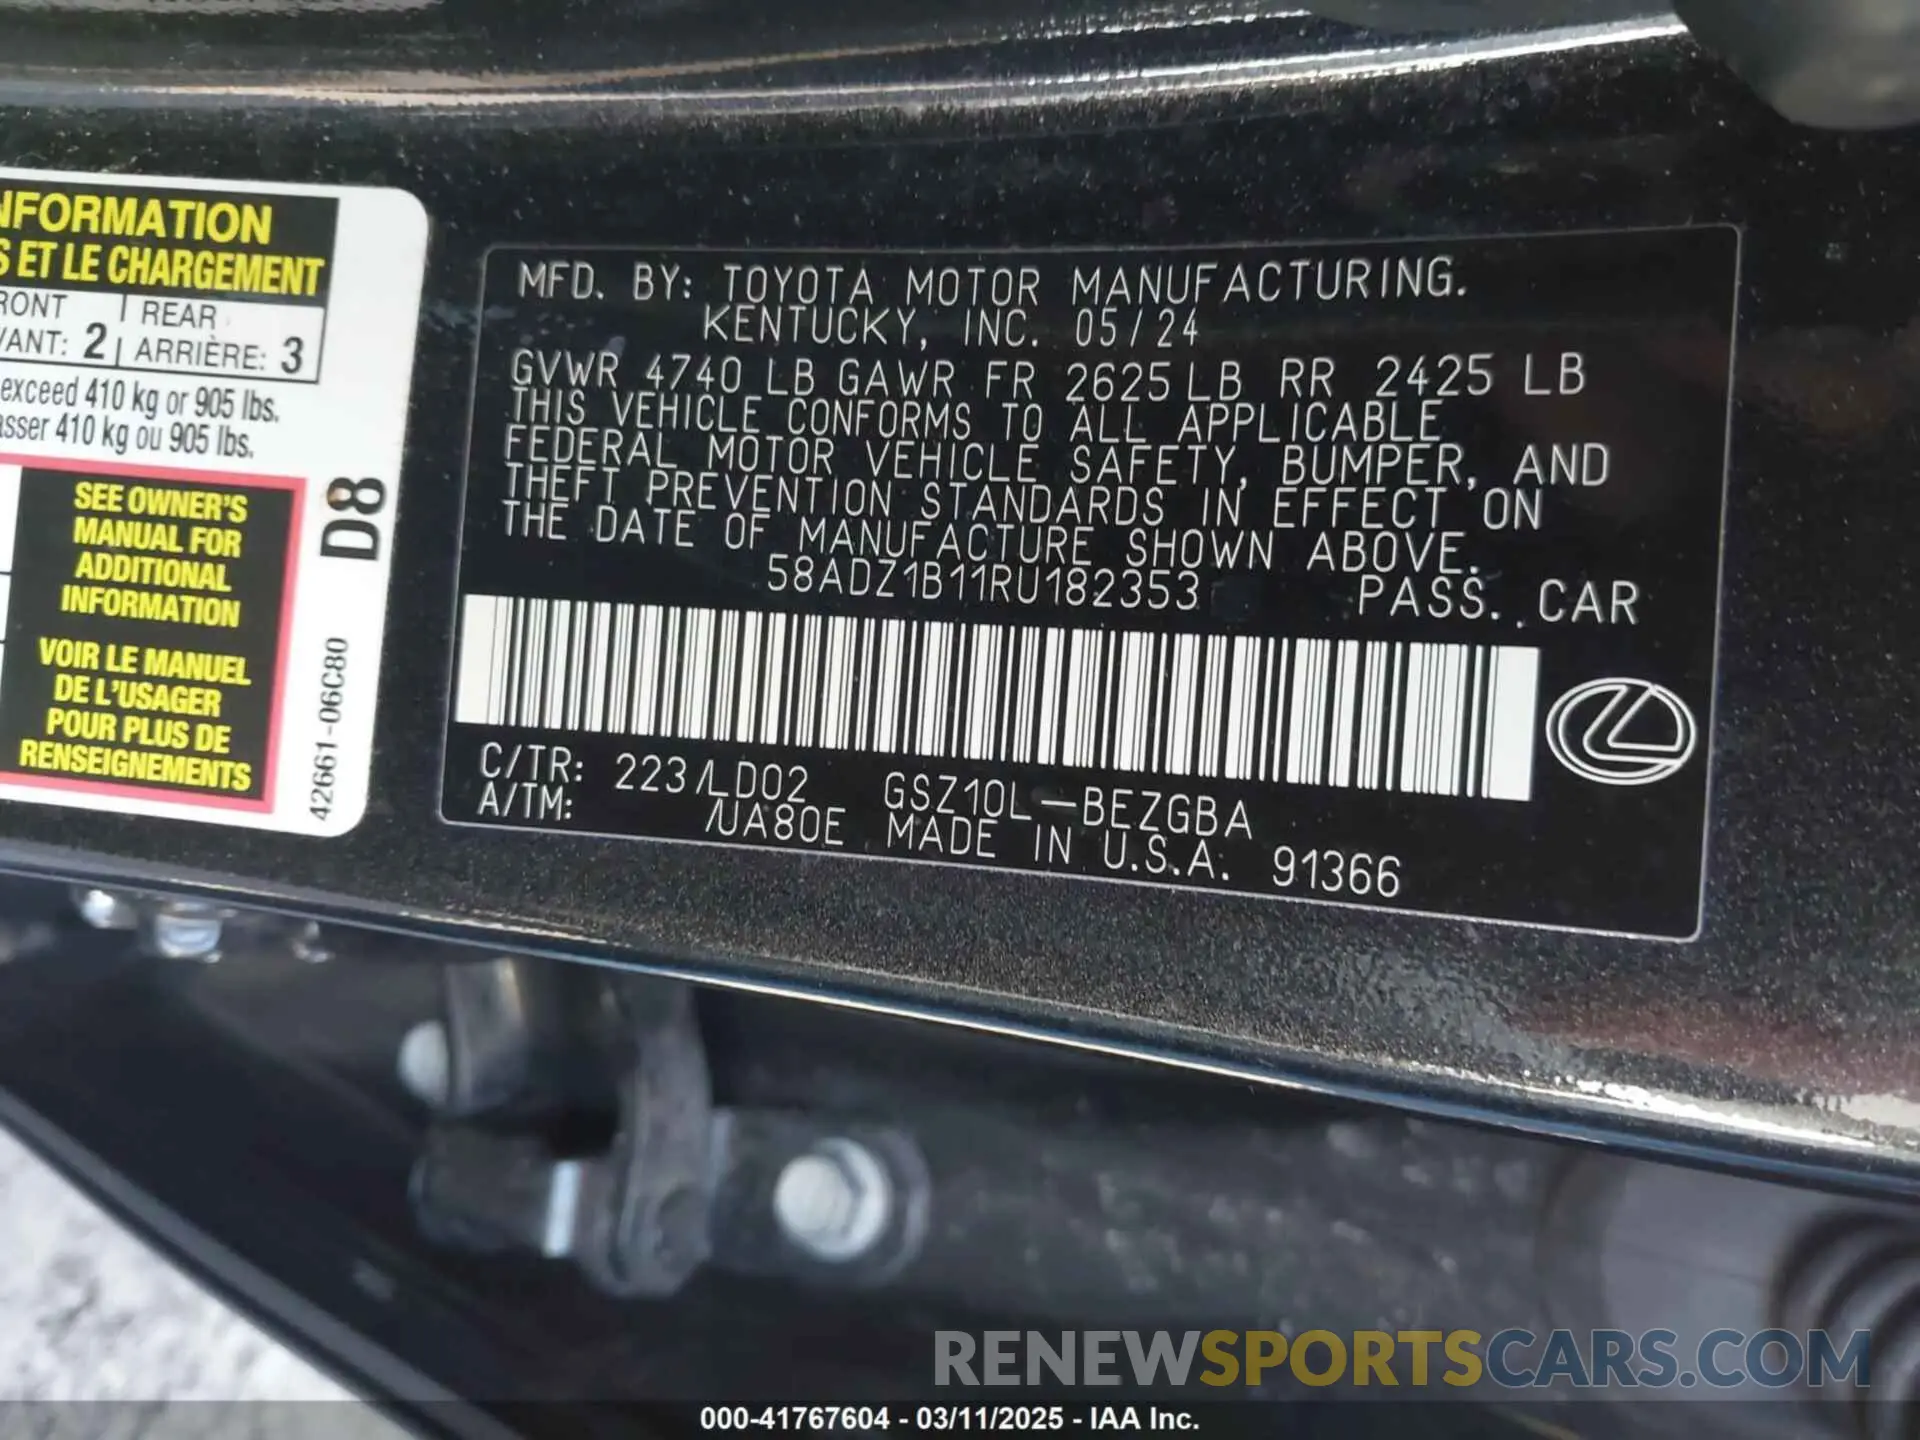 NFORMATION
S ET LE CHARGEMENT
RONT | REAR
VANT: 2 | ARRIÈRE: 3
exceed 410 kg or 905 lbs.
asser 410 kg ou 905 lbs.
SEE OWNER'S
MANUAL FOR
ADDITIONAL
INFORMATION
VOIR LE MANUEL
DE L'USAGER
POUR PLUS DE
RENSEIGNEMENTS
D8
42661-06C80
MFD. BY: TOYOTA MOTOR MANUFACTURING.
KENTUCKY, INC. 05/24
GVWR 4740 LB GAWR FR 2625 LB RR 2425 LB
THIS VEHICLE CONFORMS TO ALL APPLICABLE
FEDERAL MOTOR VEHICLE SAFETY, BUMPER, AND
THEFT PREVENTION STANDARDS IN EFFECT ON
THE DATE OF MANUFACTURE SHOWN ABOVE.
58ADZ1B11RU182353 PASS. CAR
C/TR: 223/LD02 GSZ10L-BEZGBA
A/TM: /UA80E MADE IN U.S.A. 91366
RENEWSPORTSCARS.COM
000-41767604 - 03/11/2025 - IAA Inc.